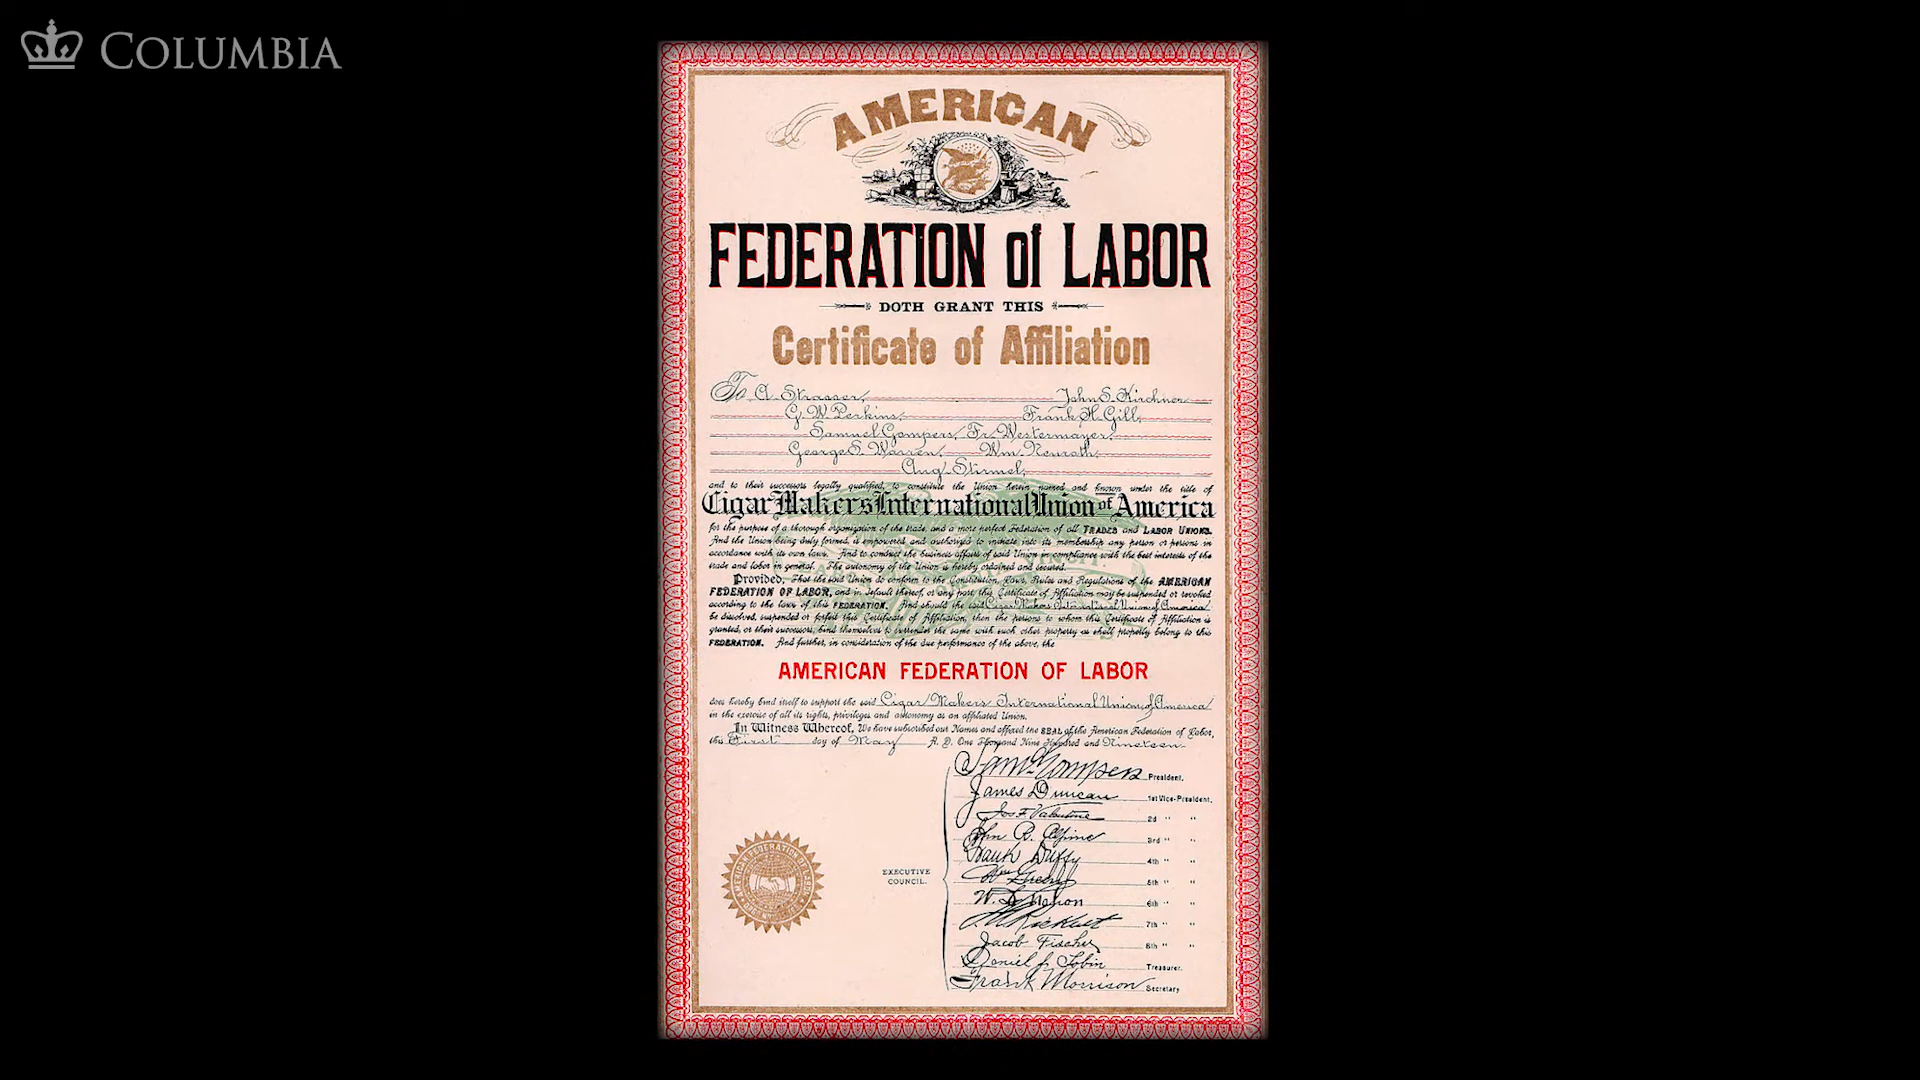 COLUMBIA
AMERICAN
FEDERATION of LABOR
DOTH GRANT THIS
Certificate of Affiliation
To A. Strasser, John S. Kirchner
G. W. Perkins, Frank H. Gill,
Samuel Gompers, Fr. Westermayer,
George S. Warren, Wm. Neurath,
Aug. Stirmel,
and to their successors legally qualified, to constitute the Union herein named and known under the title of
Cigar Makers International Union of America
for the purpose of a thorough organization of the trade, and a more perfect Federation of all TRADES and LABOR UNIONS.
And the Union being duly formed, is empowered and authorized to initiate into its membership any person or persons in
accordance with its own laws. And to conduct the business affairs of said Union in compliance with the best interests of the
trade and labor in general. The autonomy of the Union is hereby ordained and secured.
Provided, That the said Union do conform to the Constitution, Laws, Rules and Regulations of the AMERICAN
FEDERATION OF LABOR, and in default thereof, or any part, this Certificate of Affiliation may be suspended or revoked
according to the laws of this FEDERATION. And should the said Cigar Makers International Union of America
be dissolved, suspended or forfeit this Certificate of Affiliation, then the persons to whom this Certificate of Affiliation is
granted, or their successors, bind themselves to surrender the same with such other property as shall properly belong to this
FEDERATION. And further, in consideration of the due performance of the above, the
AMERICAN FEDERATION OF LABOR
does hereby bind itself to support the said Cigar Makers International Union of America
in the exercise of all its rights, privileges and autonomy as an affiliated Union.
In Witness Whereof, We have subscribed our Names and affixed the SEAL of the American Federation of Labor,
this First day of May A. D. One Thousand Nine Hundred and Nineteen
Saml. Gompers President.
James Duncan 1st Vice-President.
Jos. F. Valentine 2d " "
John R. Alpine 3rd " "
Frank Duffy 4th " "
Wm Green 5th " "
EXECUTIVE
COUNCIL.
W. D. Mahon 6th " "
T. A. Rickert 7th " "
Jacob Fischer 8th " "
Daniel J. Tobin Treasurer.
Frank Morrison Secretary
AMERICAN FEDERATION OF LABOR